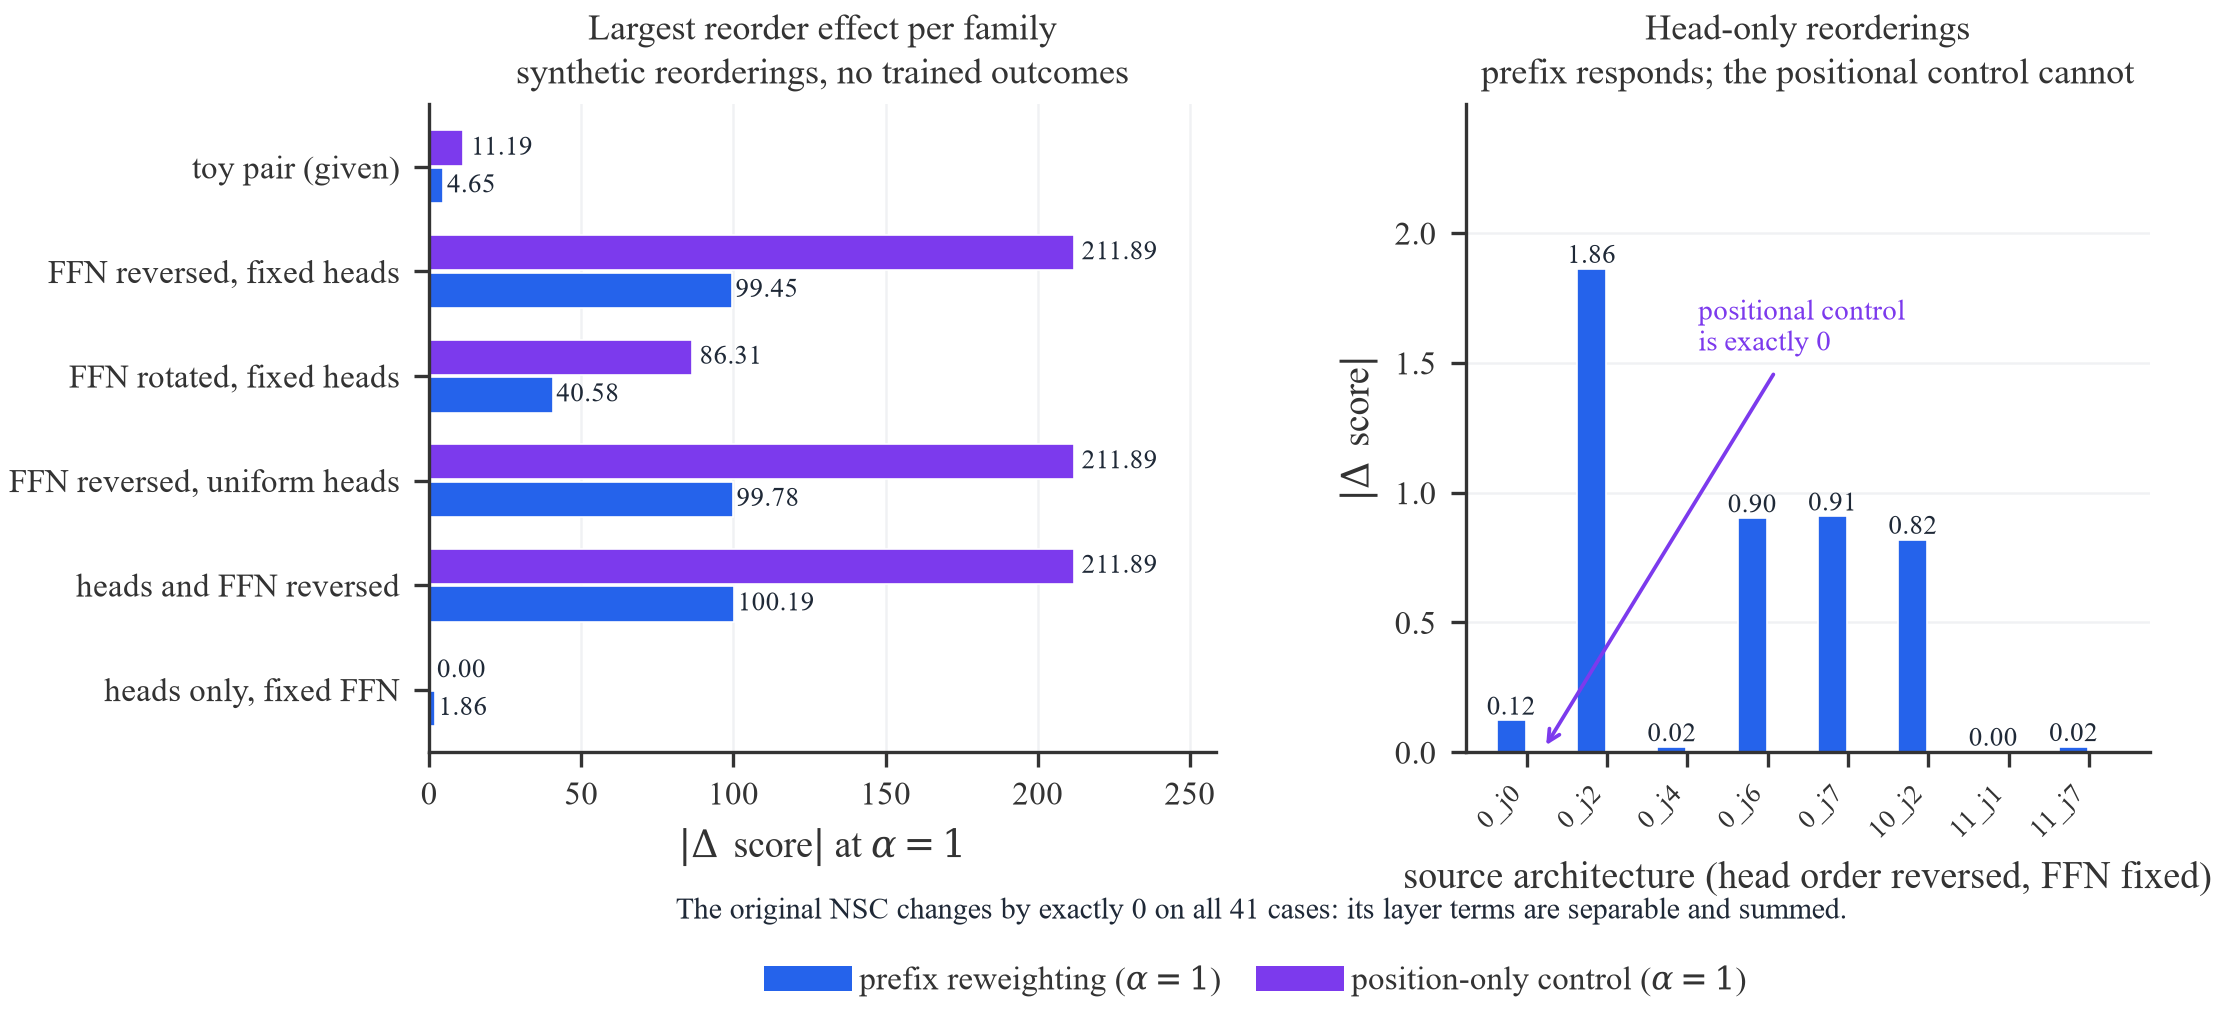 Largest reorder effect per family
synthetic reorderings, no trained outcomes
toy pair (given)
11.19
4.65
FFN reversed, fixed heads
211.89
99.45
FFN rotated, fixed heads
86.31
40.58
FFN reversed, uniform heads
211.89
99.78
heads and FFN reversed
211.89
100.19
heads only, fixed FFN
0.00
1.86
0 50 100 150 200 250
|Δ score| at α = 1
Head-only reorderings
prefix responds; the positional control cannot
|Δ score|
2.0
1.5
1.0
0.5
0.0
positional control
is exactly 0
0.12 1.86 0.02 0.90 0.91 0.82 0.00 0.02
0_j0 0_j2 0_j4 0_j6 0_j7 10_j2 11_j1 11_j7
source architecture (head order reversed, FFN fixed)
The original NSC changes by exactly 0 on all 41 cases: its layer terms are separable and summed.
prefix reweighting (α = 1) position-only control (α = 1)